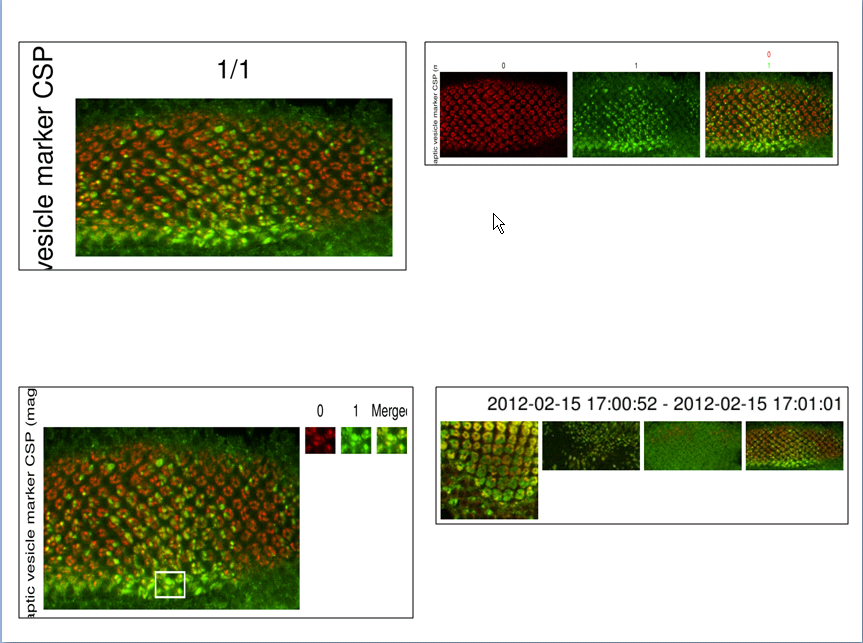 1/1
vesicle marker CSP
0
1
0
1
aptic vesicle marker CSP (n
0
1
Merge
aptic vesicle marker CSP (mag
2012-02-15 17:00:52 - 2012-02-15 17:01:01